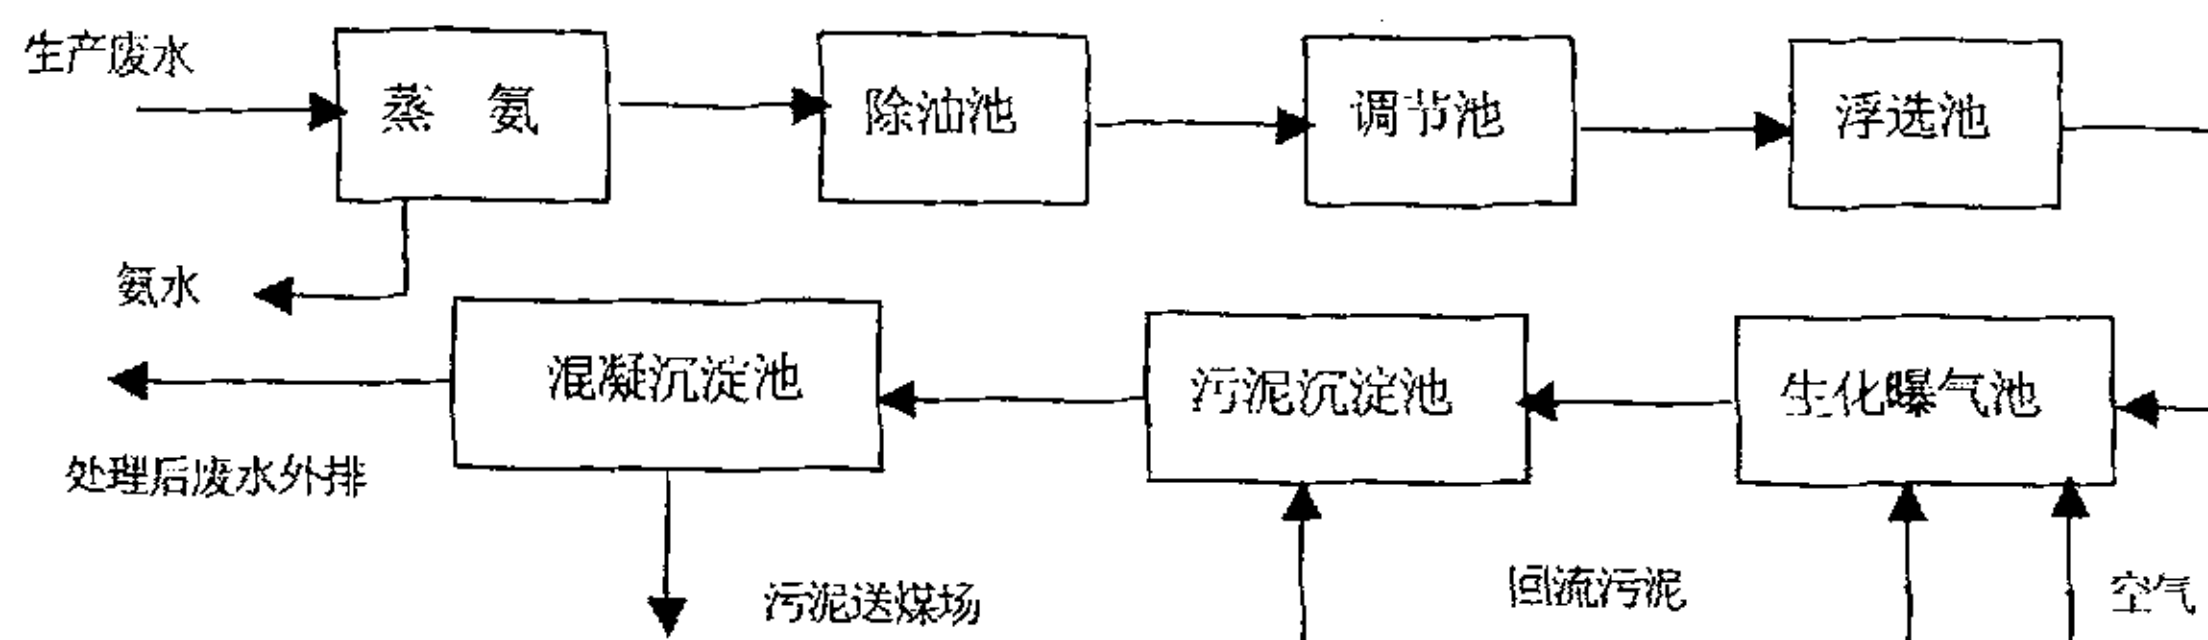 生产废水
蒸 氨
除油池
调节池
浮选池
氨水
混凝沉淀池
污泥沉淀池
生化曝气池
处理后废水外排
污泥送煤场
回流污泥
空气